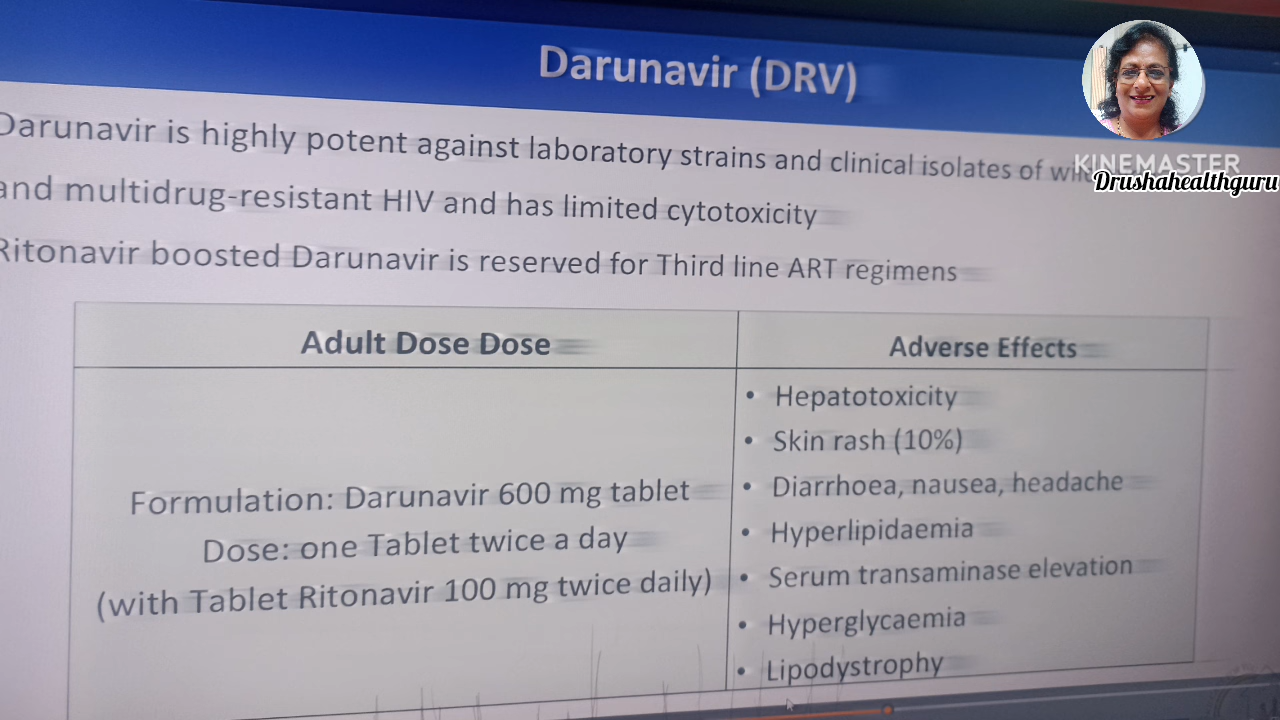 Darunavir (DRV)
Darunavir is highly potent against laboratory strains and clinical isolates of
KINEMASTER
Drushahealthguru
and multidrug-resistant HIV and has limited cytotoxicity
Ritonavir boosted Darunavir is reserved for Third line ART regimens
Adult Dose Dose
Adverse Effects
Formulation: Darunavir 600 mg tablet
Dose: one Tablet twice a day
(with Tablet Ritonavir 100 mg twice daily)
• Hepatotoxicity
• Skin rash (10%)
• Diarrhoea, nausea, headache
• Hyperlipidaemia
• Serum transaminase elevation
• Hyperglycaemia
• Lipodystrophy